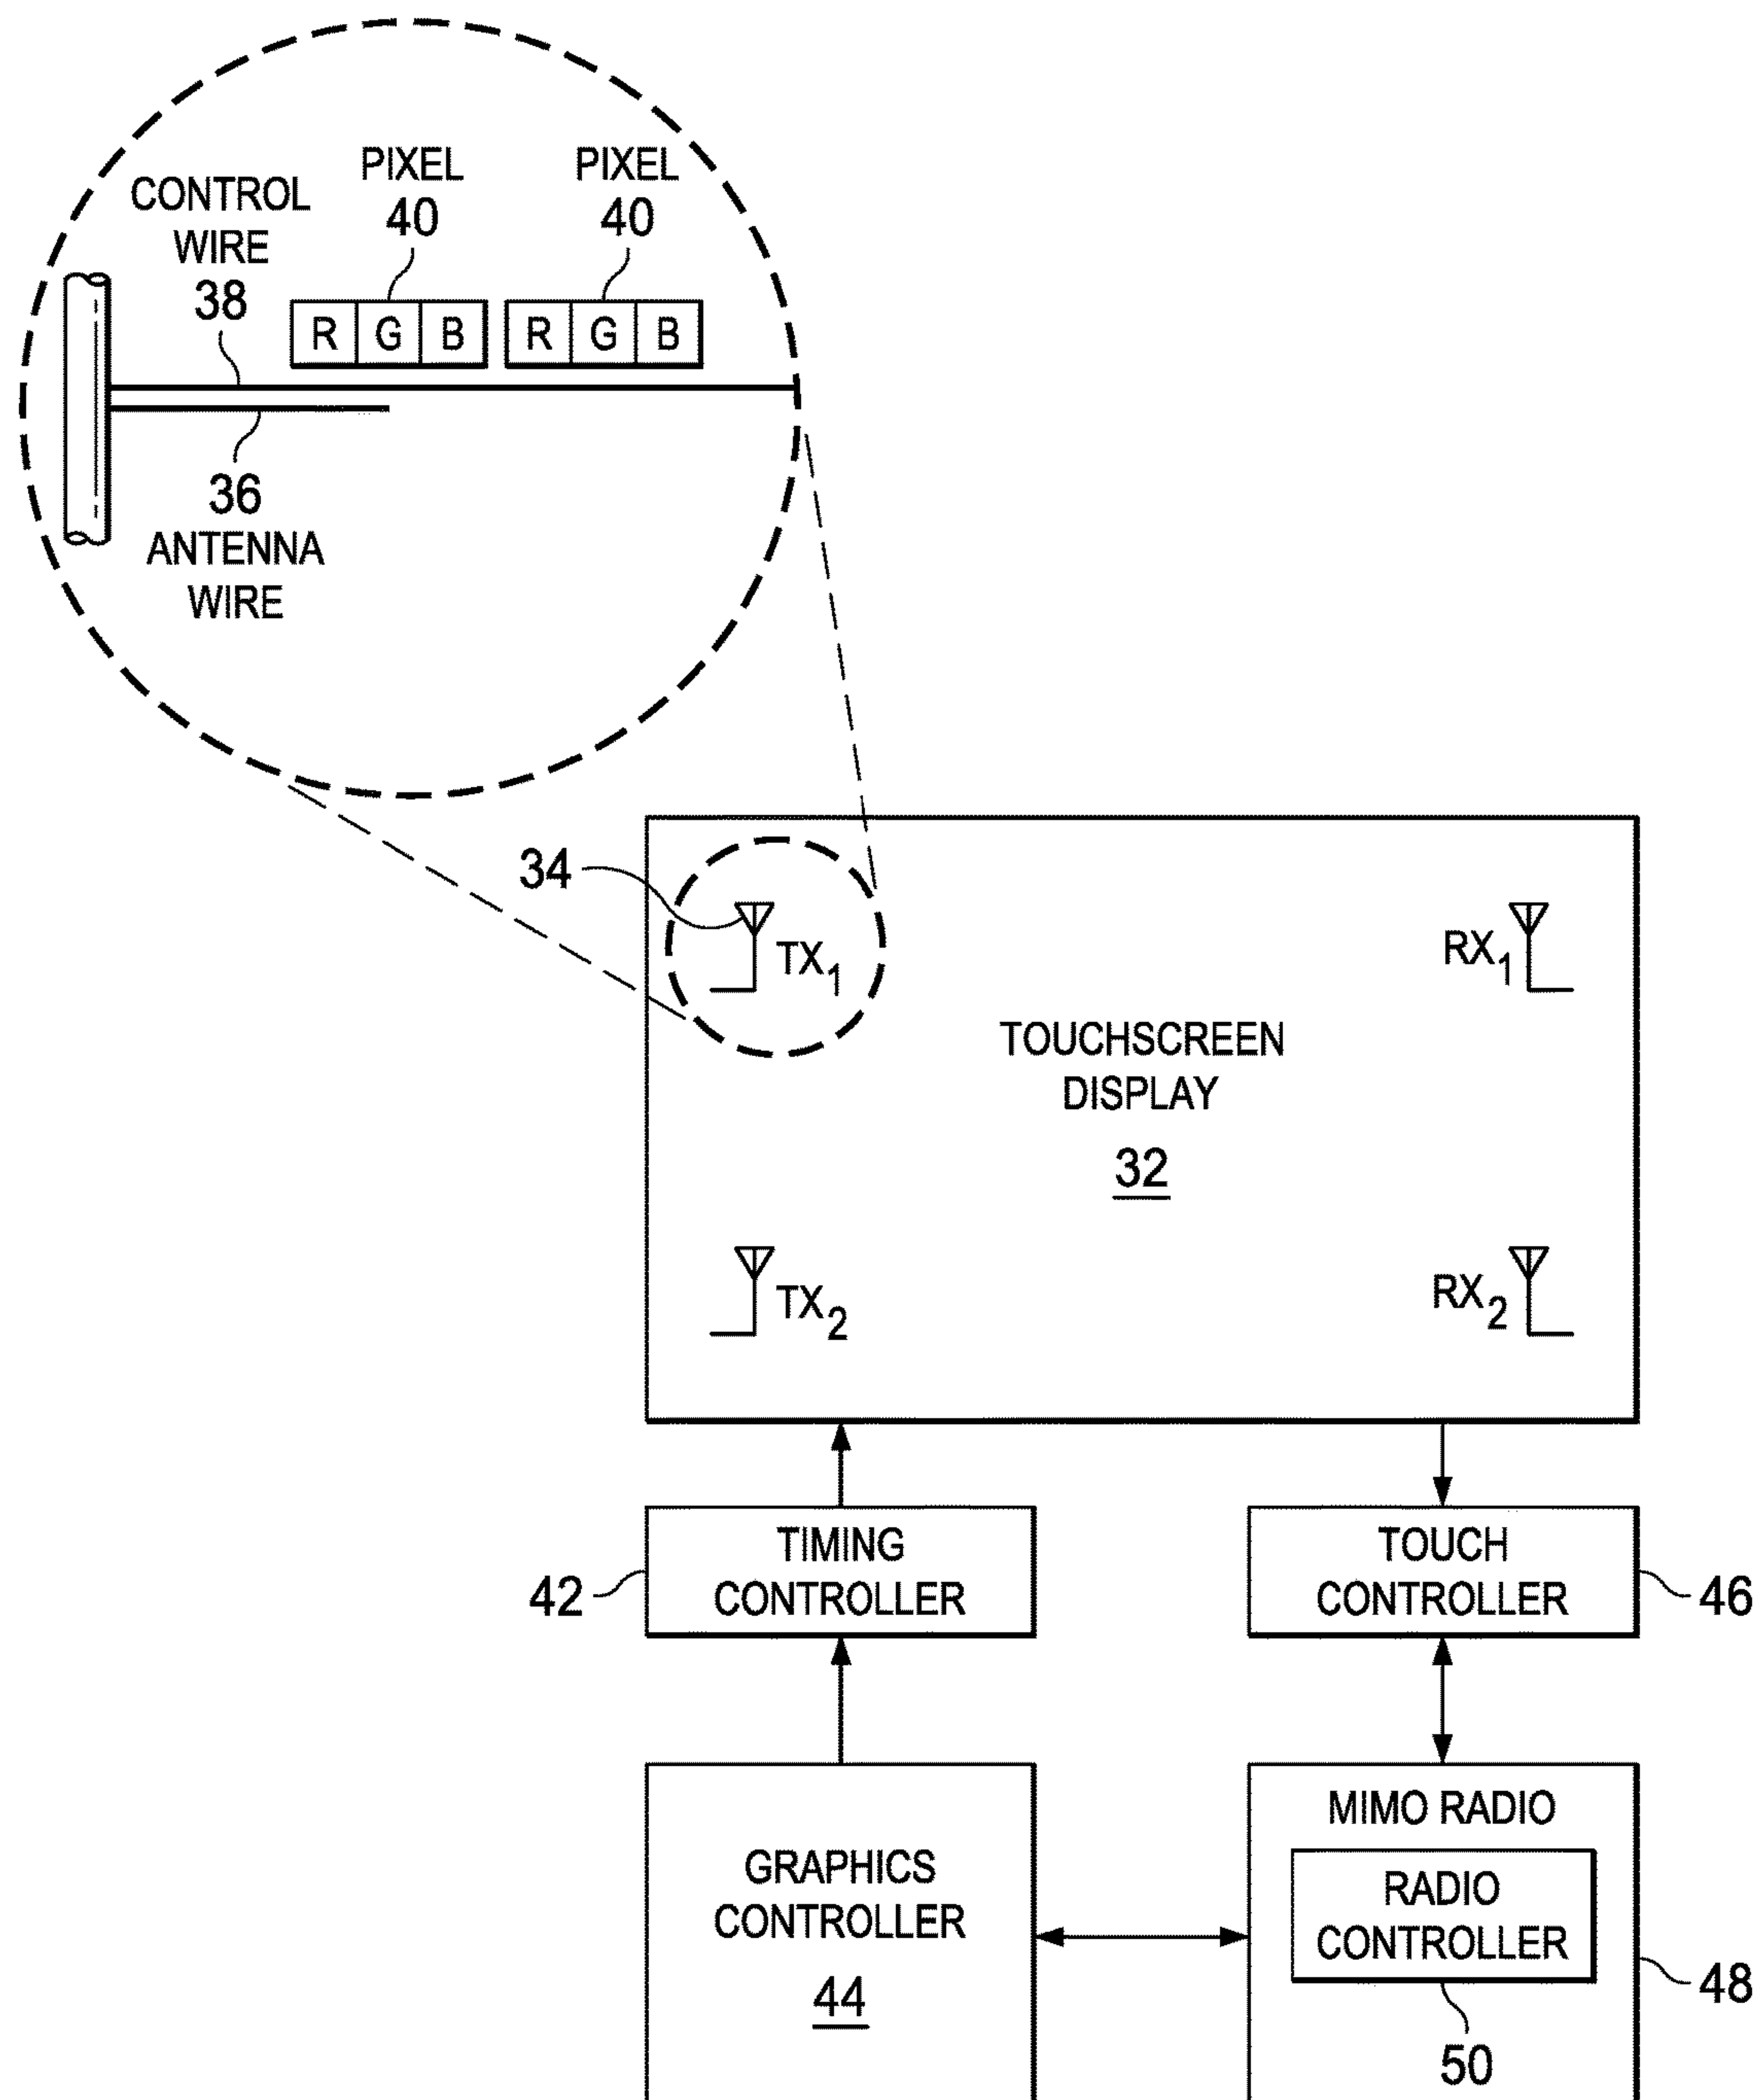 PIXEL
40
PIXEL
40
CONTROL
WIRE
38
R G B
R G B
36
ANTENNA
WIRE
34
TX1
RX1
TOUCHSCREEN
DISPLAY
32
TX2
RX2
TIMING
CONTROLLER
42
TOUCH
CONTROLLER
46
GRAPHICS
CONTROLLER
44
MIMO RADIO
RADIO
CONTROLLER
48
50